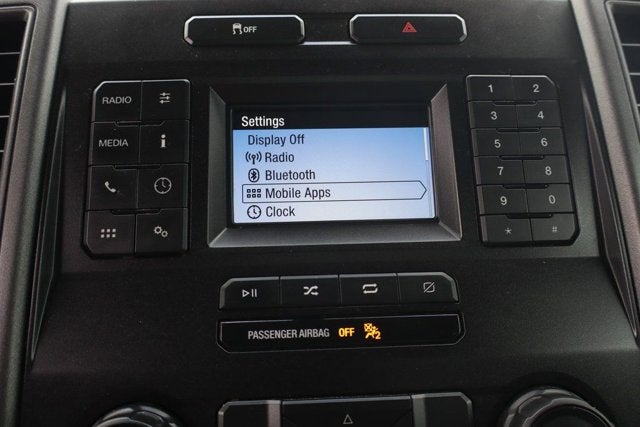 OFF
RADIO
MEDIA
i
Settings
Display Off
Radio
Bluetooth
Mobile Apps
Clock
1 2
3 4
5 6
7 8
9 0
* #
PASSENGER AIRBAG OFF 2